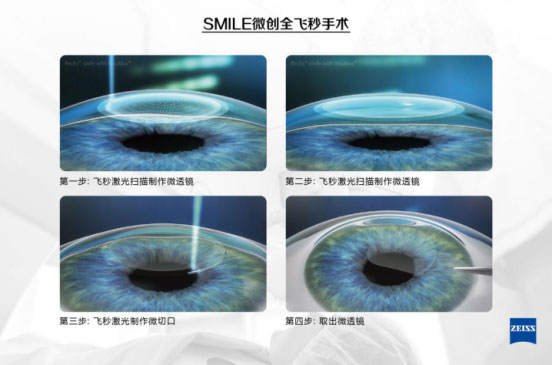 SMILE微创全飞秒手术
第一步: 飞秒激光扫描制作微透镜
第二步: 飞秒激光扫描制作微透镜
第三步: 飞秒激光制作微切口
第四步: 取出微透镜
ZEISS